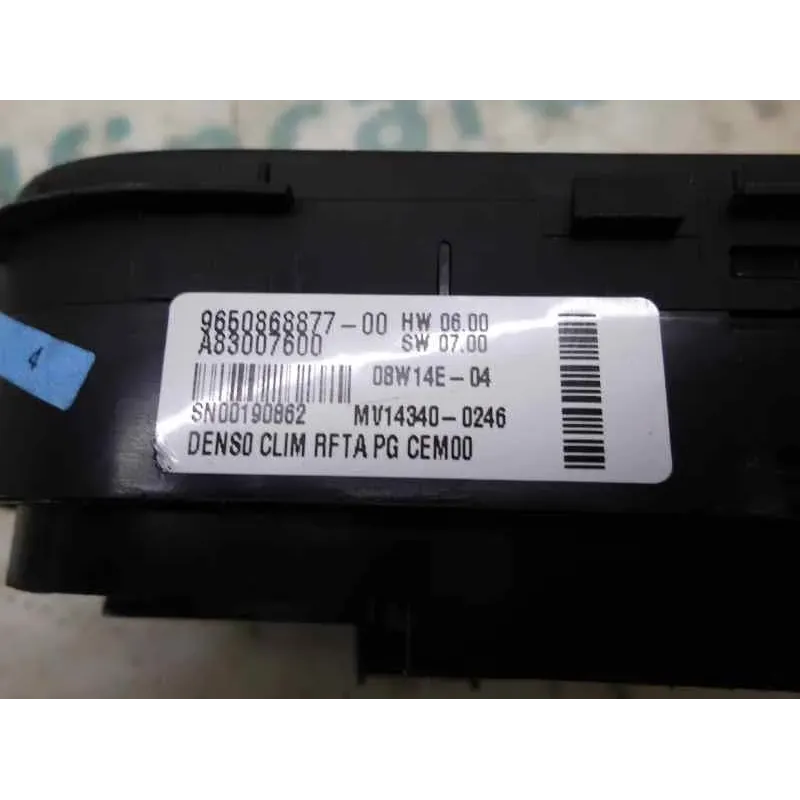 9650868877-00 HW 06.00
A83007600 SW 07.00
08W14E-04
SN00190862 MV14340-0246
DENSO CLIM RFTA PG CEM00
4